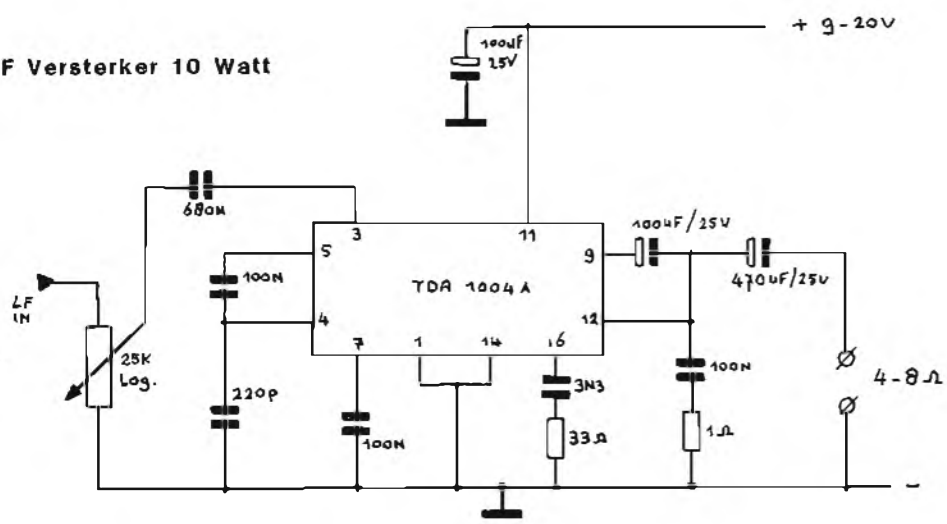 F Versterker 10 Watt
100uF
25V
+ 9-20V
680N
3
11
100uF/25V
5
9
470uF/25V
100N
TDA 1004A
LF
IN
4
12
7
1
14
16
25K
Log.
100N
4-8Ω
220p
3N3
100N
33Ω
1Ω
-